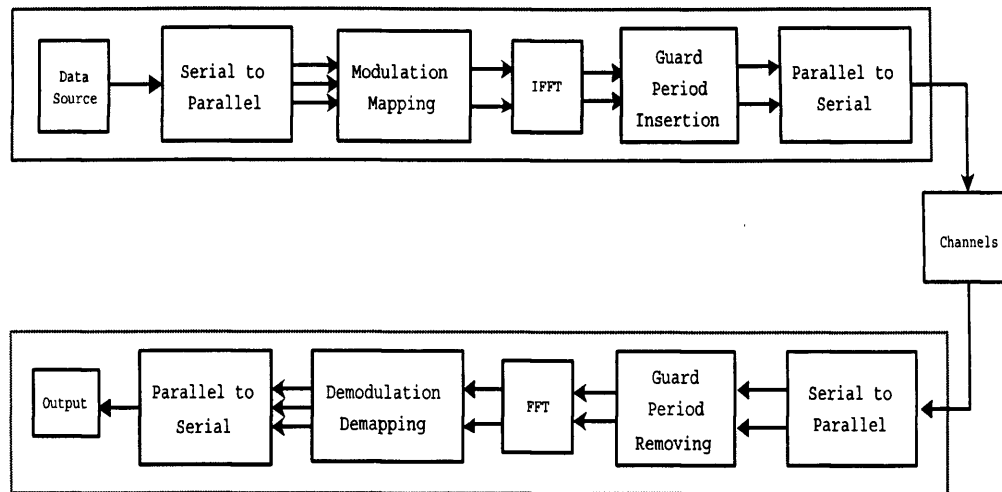 Data
Source
Serial to
Parallel
Modulation
Mapping
IFFT
Guard
Period
Insertion
Parallel to
Serial
Channels
Output
Parallel to
Serial
Demodulation
Demapping
FFT
Guard
Period
Removing
Serial to
Parallel